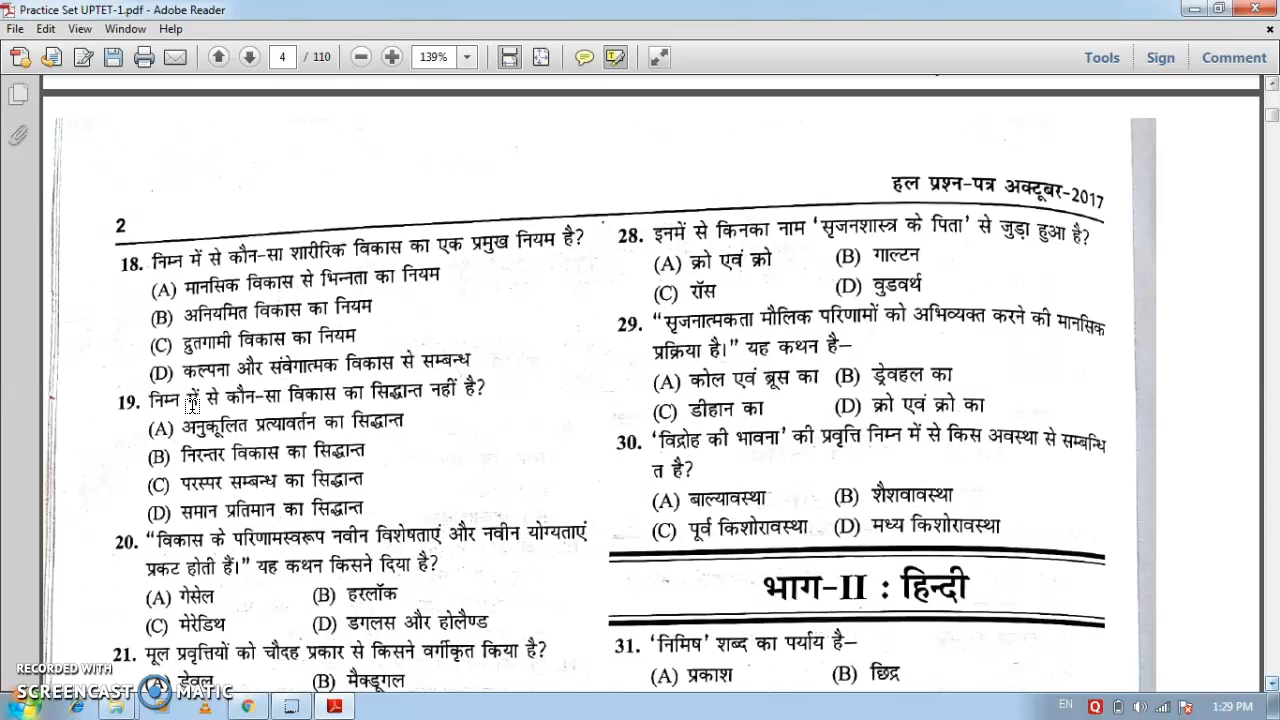 Practice Set UPTET-1.pdf - Adobe Reader
File Edit View Window Help
4 / 110 139% Tools Sign Comment
हल प्रश्न-पत्र अक्टूबर-2017
2
18. निम्न में से कौन-सा शारीरिक विकास का एक प्रमुख नियम है?
(A) मानसिक विकास से भिन्नता का नियम
(B) अनियमित विकास का नियम
(C) द्रुतगामी विकास का नियम
(D) कल्पना और संवेगात्मक विकास से सम्बन्ध
19. निम्न में से कौन-सा विकास का सिद्धान्त नहीं है?
(A) अनुकूलित प्रत्यावर्तन का सिद्धान्त
(B) निरन्तर विकास का सिद्धान्त
(C) परस्पर सम्बन्ध का सिद्धान्त
(D) समान प्रतिमान का सिद्धान्त
20. “विकास के परिणामस्वरूप नवीन विशेषताएं और नवीन योग्यताएं
प्रकट होती हैं।” यह कथन किसने दिया है?
(A) गेसेल (B) हरलॉक
(C) मेरेडिथ (D) डगलस और होलैण्ड
21. मूल प्रवृत्तियों को चौदह प्रकार से किसने वर्गीकृत किया है?
(A) ड्रेवल (B) मैक्डूगल
28. इनमें से किनका नाम ‘सृजनशास्त्र के पिता’ से जुड़ा हुआ है?
(A) क्रो एवं क्रो (B) गाल्टन
(C) रॉस (D) वुडवर्थ
29. “सृजनात्मकता मौलिक परिणामों को अभिव्यक्त करने की मानसिक
प्रक्रिया है।” यह कथन है–
(A) कोल एवं ब्रूस का (B) ड्रेवहल का
(C) डीहान का (D) क्रो एवं क्रो का
30. ‘विद्रोह की भावना’ की प्रवृत्ति निम्न में से किस अवस्था से सम्बन्धि
त है?
(A) बाल्यावस्था (B) शैशवावस्था
(C) पूर्व किशोरावस्था (D) मध्य किशोरावस्था
भाग-II : हिन्दी
31. ‘निमिष’ शब्द का पर्याय है–
(A) प्रकाश (B) छिद्र
RECORDED WITH
SCREENCAST MATIC
EN 1:29 PM